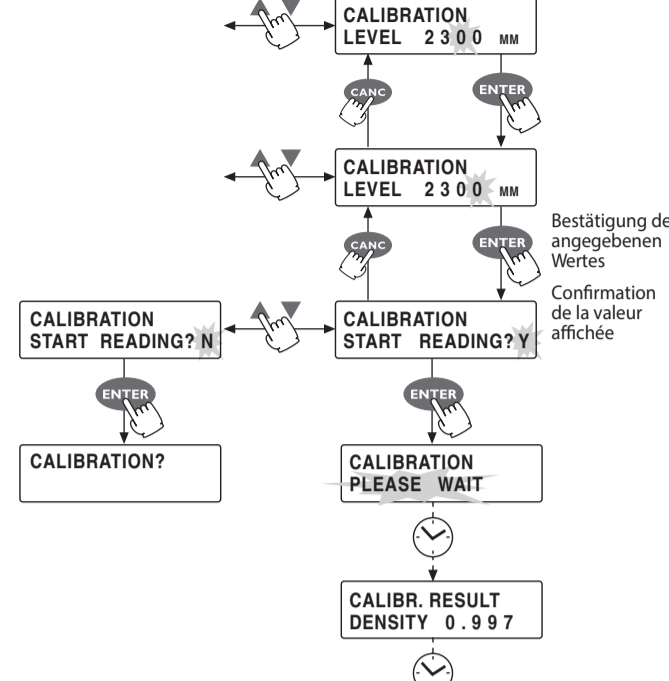 CALIBRATION
LEVEL 2300 MM
CANC
ENTER
CALIBRATION
LEVEL 2300 MM
CANC
ENTER
Bestätigung de
angegebenen
Wertes
Confirmation
de la valeur
affichée
CALIBRATION
START READING? N
CALIBRATION
START READING? Y
ENTER
ENTER
CALIBRATION?
CALIBRATION
PLEASE WAIT
CALIBR. RESULT
DENSITY 0.997